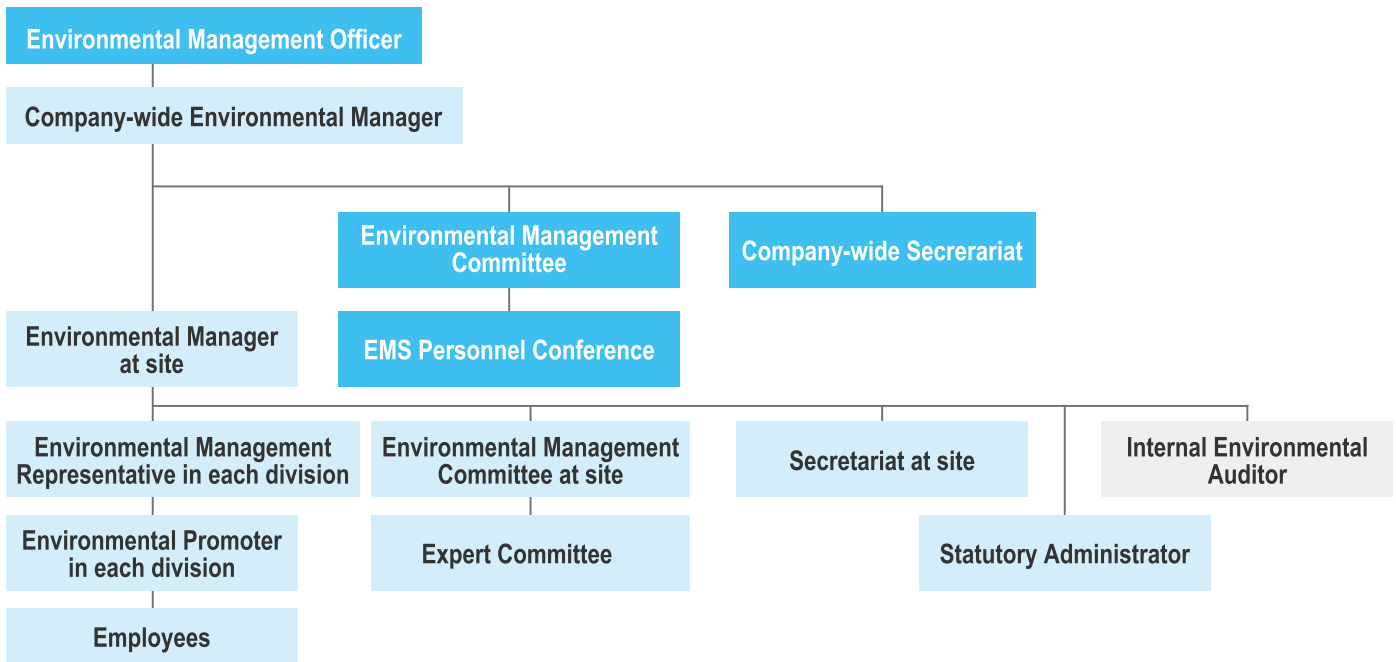 Environmental Management Officer
Company-wide Environmental Manager
Environmental Management
Committee
Company-wide Secrerariat
Environmental Manager
at site
EMS Personnel Conference
Environmental Management
Representative in each division
Environmental Management
Committee at site
Secretariat at site
Internal Environmental
Auditor
Environmental Promoter
in each division
Expert Committee
Statutory Administrator
Employees